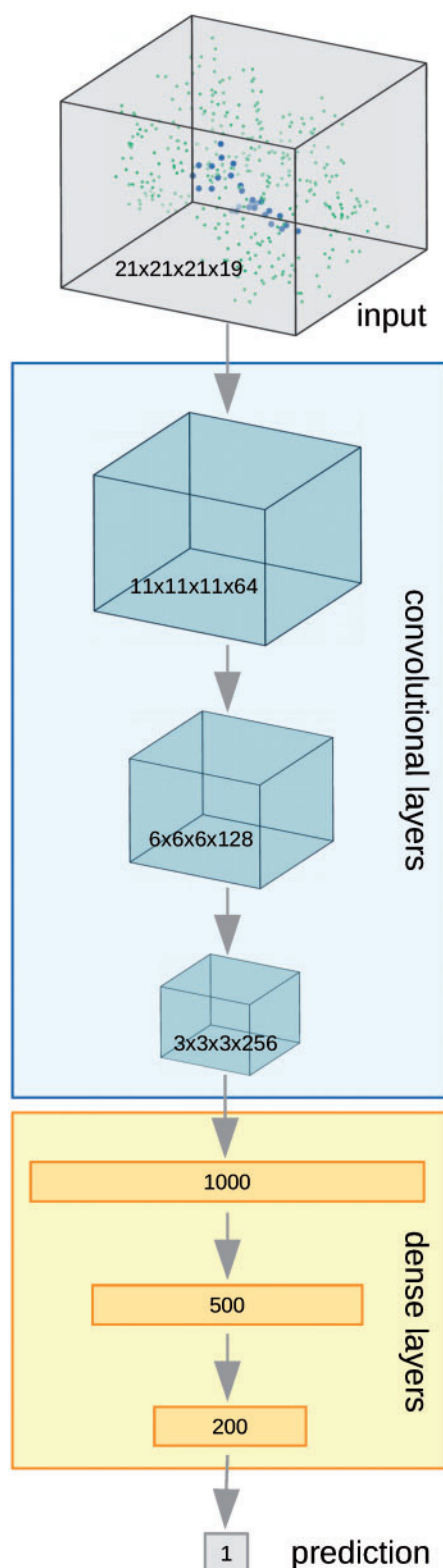 21x21x21x19
input
11x11x11x64
convolutional layers
6x6x6x128
3x3x3x256
1000
dense layers
500
200
1
prediction